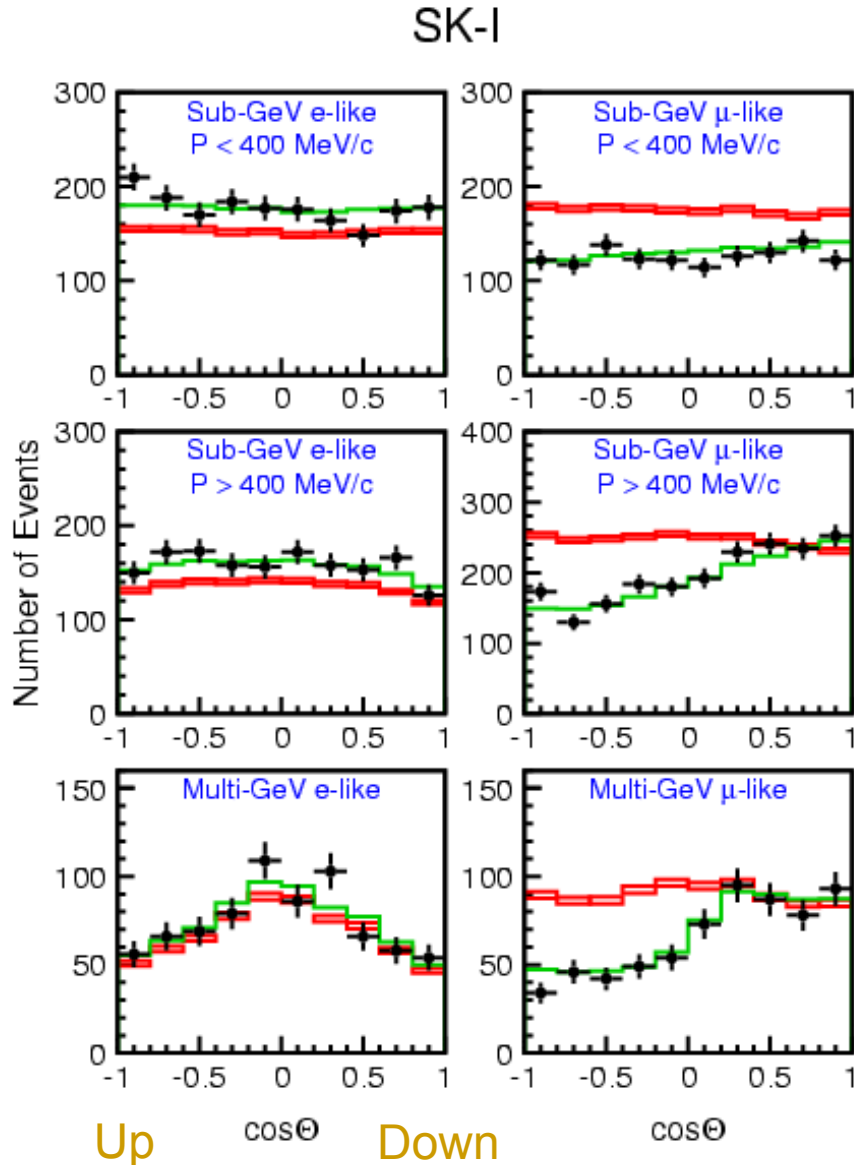 SK-I
Sub-GeV e-like
P < 400 MeV/c
300
200
100
0
-1 -0.5 0 0.5 1
Sub-GeV μ-like
P < 400 MeV/c
300
200
100
0
-1 -0.5 0 0.5 1
Number of Events
Sub-GeV e-like
P > 400 MeV/c
300
200
100
0
-1 -0.5 0 0.5 1
Sub-GeV μ-like
P > 400 MeV/c
400
300
200
100
0
-1 -0.5 0 0.5 1
Multi-GeV e-like
150
100
50
0
-1 -0.5 0 0.5 1
Multi-GeV μ-like
150
100
50
0
-1 -0.5 0 0.5 1
Up cosΘ Down cosΘ